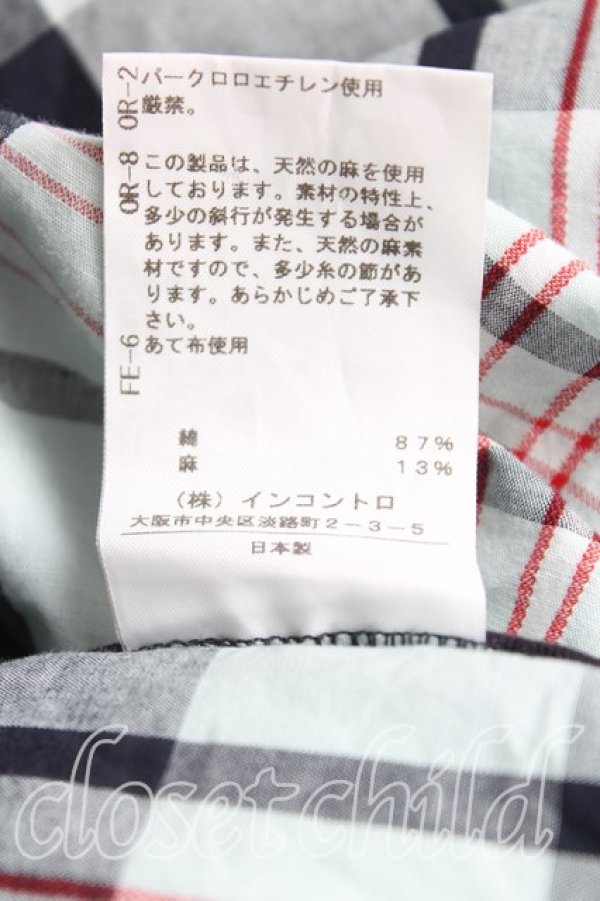 OR-2 パークロロエチレン使用
厳禁。
OR-8 この製品は、天然の麻を使用
しております。素材の特性上、
多少の斜行が発生する場合が
あります。また、天然の麻素
材ですので、多少糸の節があ
ります。あらかじめご了承下
さい。
FE-6 あて布使用
綿 87%
麻 13%
(株)インコントロ
大阪市中央区淡路町2-3-5
日本製
closetchild